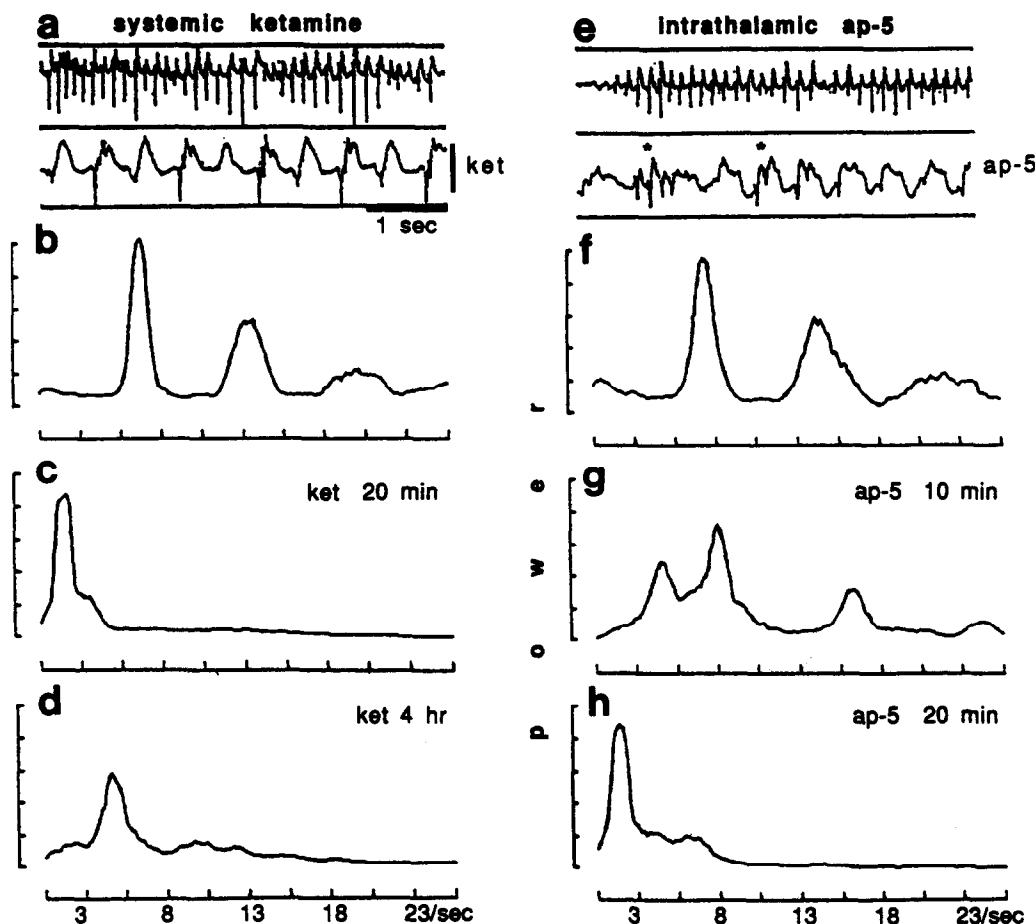 a systemic ketamine
ket
1 sec
b
c
ket 20 min
d
ket 4 hr
3 8 13 18 23/sec
e intrathalamic ap-5
* *
ap-5
f
g
ap-5 10 min
h
ap-5 20 min
power
3 8 13 18 23/sec